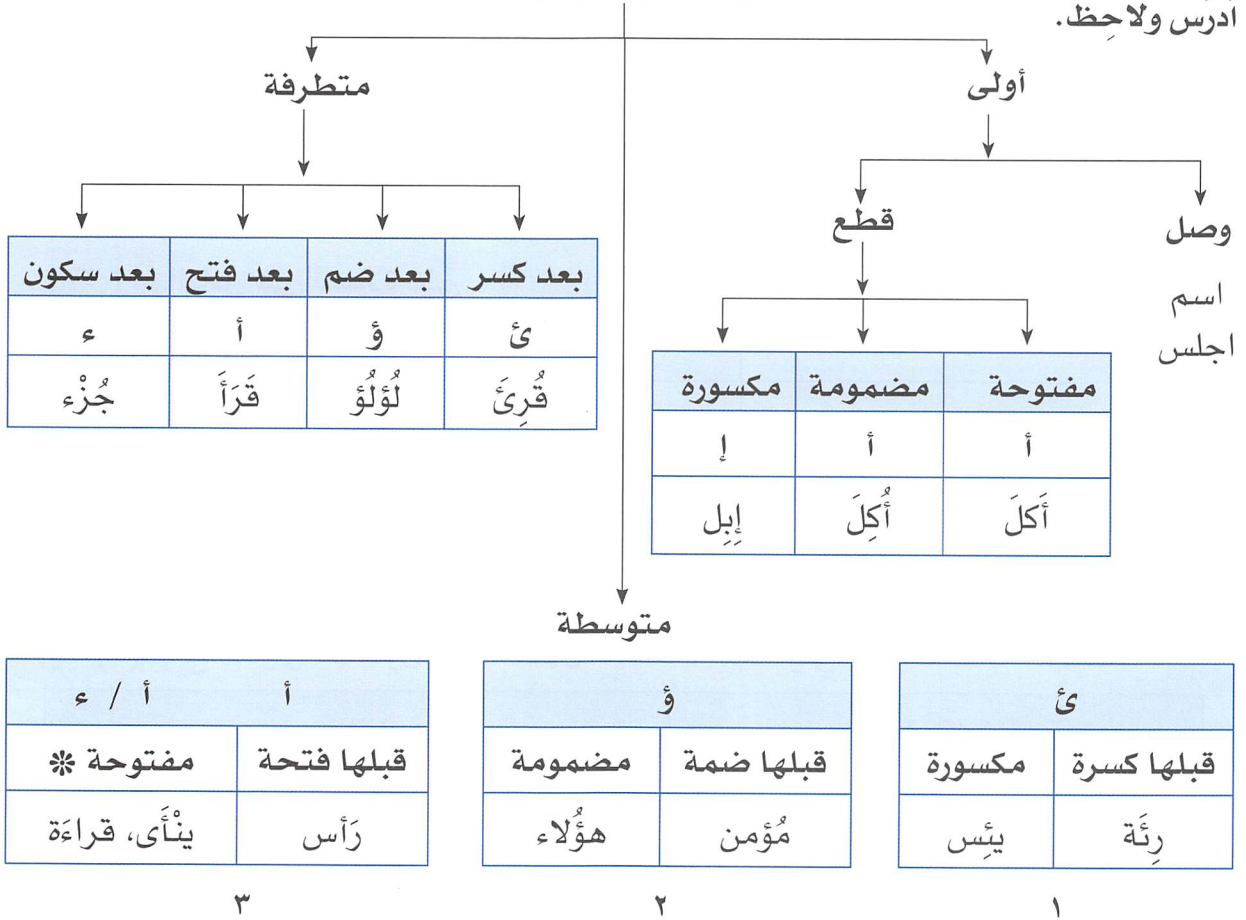 ادرس ولاحِظ.
أولى
متطرفة
وصل
قطع
اسم
اجلس
بعد كسر
بعد ضم
بعد فتح
بعد سكون
ئ
ؤ
أ
ء
قُرِئَ
لُؤلُؤ
قَرَأَ
جُزْء
مفتوحة
مضمومة
مكسورة
أ
أ
إ
أَكلَ
أُكِلَ
إِبِل
متوسطة
ئ
قبلها كسرة
مكسورة
رِئَة
يئِس
ؤ
قبلها ضمة
مضمومة
مُؤمن
هؤُلاء
أ
أ / ء
قبلها فتحة
مفتوحة *
رَأس
ينْأَى، قراءَة
١
٢
٣